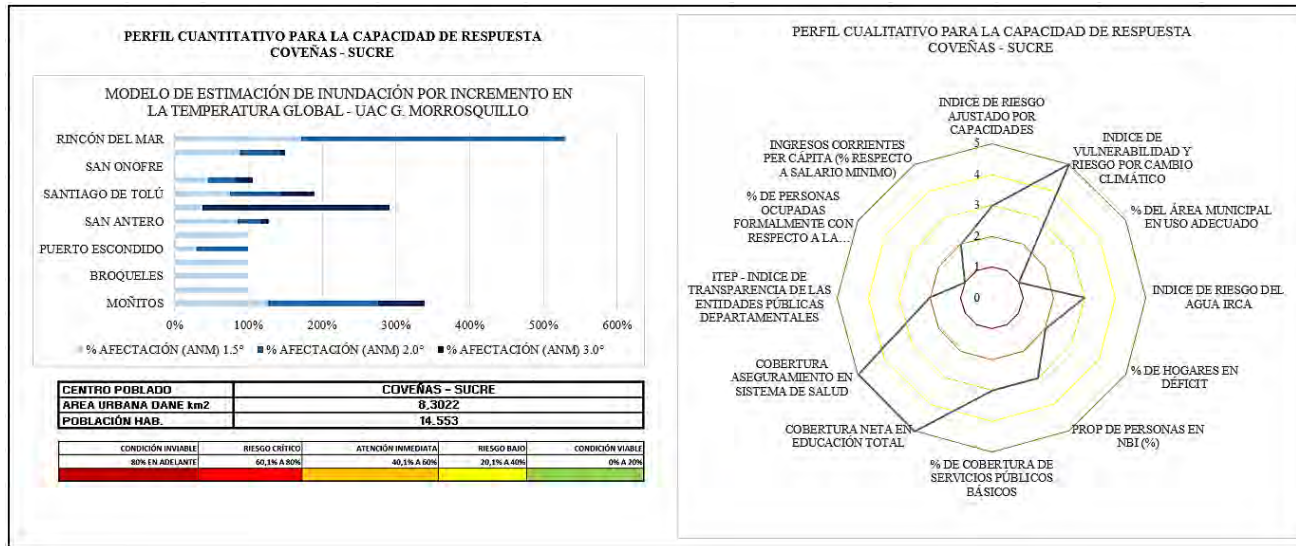 PERFIL CUANTITATIVO PARA LA CAPACIDAD DE RESPUESTA
COVEÑAS - SUCRE
MODELO DE ESTIMACIÓN DE INUNDACIÓN POR INCREMENTO EN
LA TEMPERATURA GLOBAL - UAC G. MORROSQUILLO
RINCÓN DEL MAR
SAN ONOFRE
SANTIAGO DE TOLÚ
SAN ANTERO
PUERTO ESCONDIDO
BROQUELES
MOÑITOS
0% 100% 200% 300% 400% 500% 600%
% AFECTACIÓN (ANM) 1.5° % AFECTACIÓN (ANM) 2.0° % AFECTACIÓN (ANM) 3.0°
CENTRO POBLADO COVEÑAS - SUCRE
AREA URBANA DANE km2 8,3022
POBLACIÓN HAB. 14.553
CONDICIÓN INVIABLE RIESGO CRÍTICO ATENCIÓN INMEDIATA RIESGO BAJO CONDICIÓN VIABLE
80% EN ADELANTE 60,1% A 80% 40,1% A 60% 20,1% A 40% 0% A 20%
PERFIL CUALITATIVO PARA LA CAPACIDAD DE RESPUESTA
COVEÑAS - SUCRE
INDICE DE RIESGO
AJUSTADO POR
CAPACIDADES
INDICE DE
VULNERABILIDAD Y
RIESGO POR CAMBIO
CLIMÁTICO
% DEL ÁREA MUNICIPAL
EN USO ADECUADO
INDICE DE RIESGO DEL
AGUA IRCA
% DE HOGARES EN
DÉFICIT
PROP DE PERSONAS EN
NBI (%)
% DE COBERTURA DE
SERVICIOS PÚBLICOS
BÁSICOS
COBERTURA NETA EN
EDUCACIÓN TOTAL
COBERTURA
ASEGURAMIENTO EN
SISTEMA DE SALUD
ITEP - INDICE DE
TRANSPARENCIA DE LAS
ENTIDADES PÚBLICAS
DEPARTAMENTALES
% DE PERSONAS
OCUPADAS
FORMALMENTE CON
RESPECTO A LA…
INGRESOS CORRIENTES
PER CÁPITA (% RESPECTO
A SALARIO MINIMO)
5
4
3
2
1
0